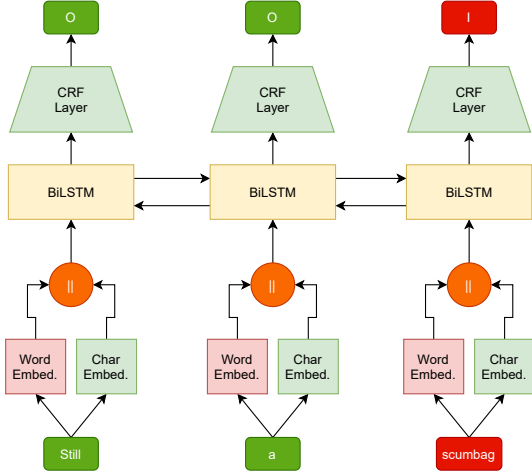 O
O
I
CRF
Layer
CRF
Layer
CRF
Layer
BiLSTM
BiLSTM
BiLSTM
||
||
||
Word
Embed.
Char
Embed.
Word
Embed.
Char
Embed.
Word
Embed.
Char
Embed.
Still
a
scumbag